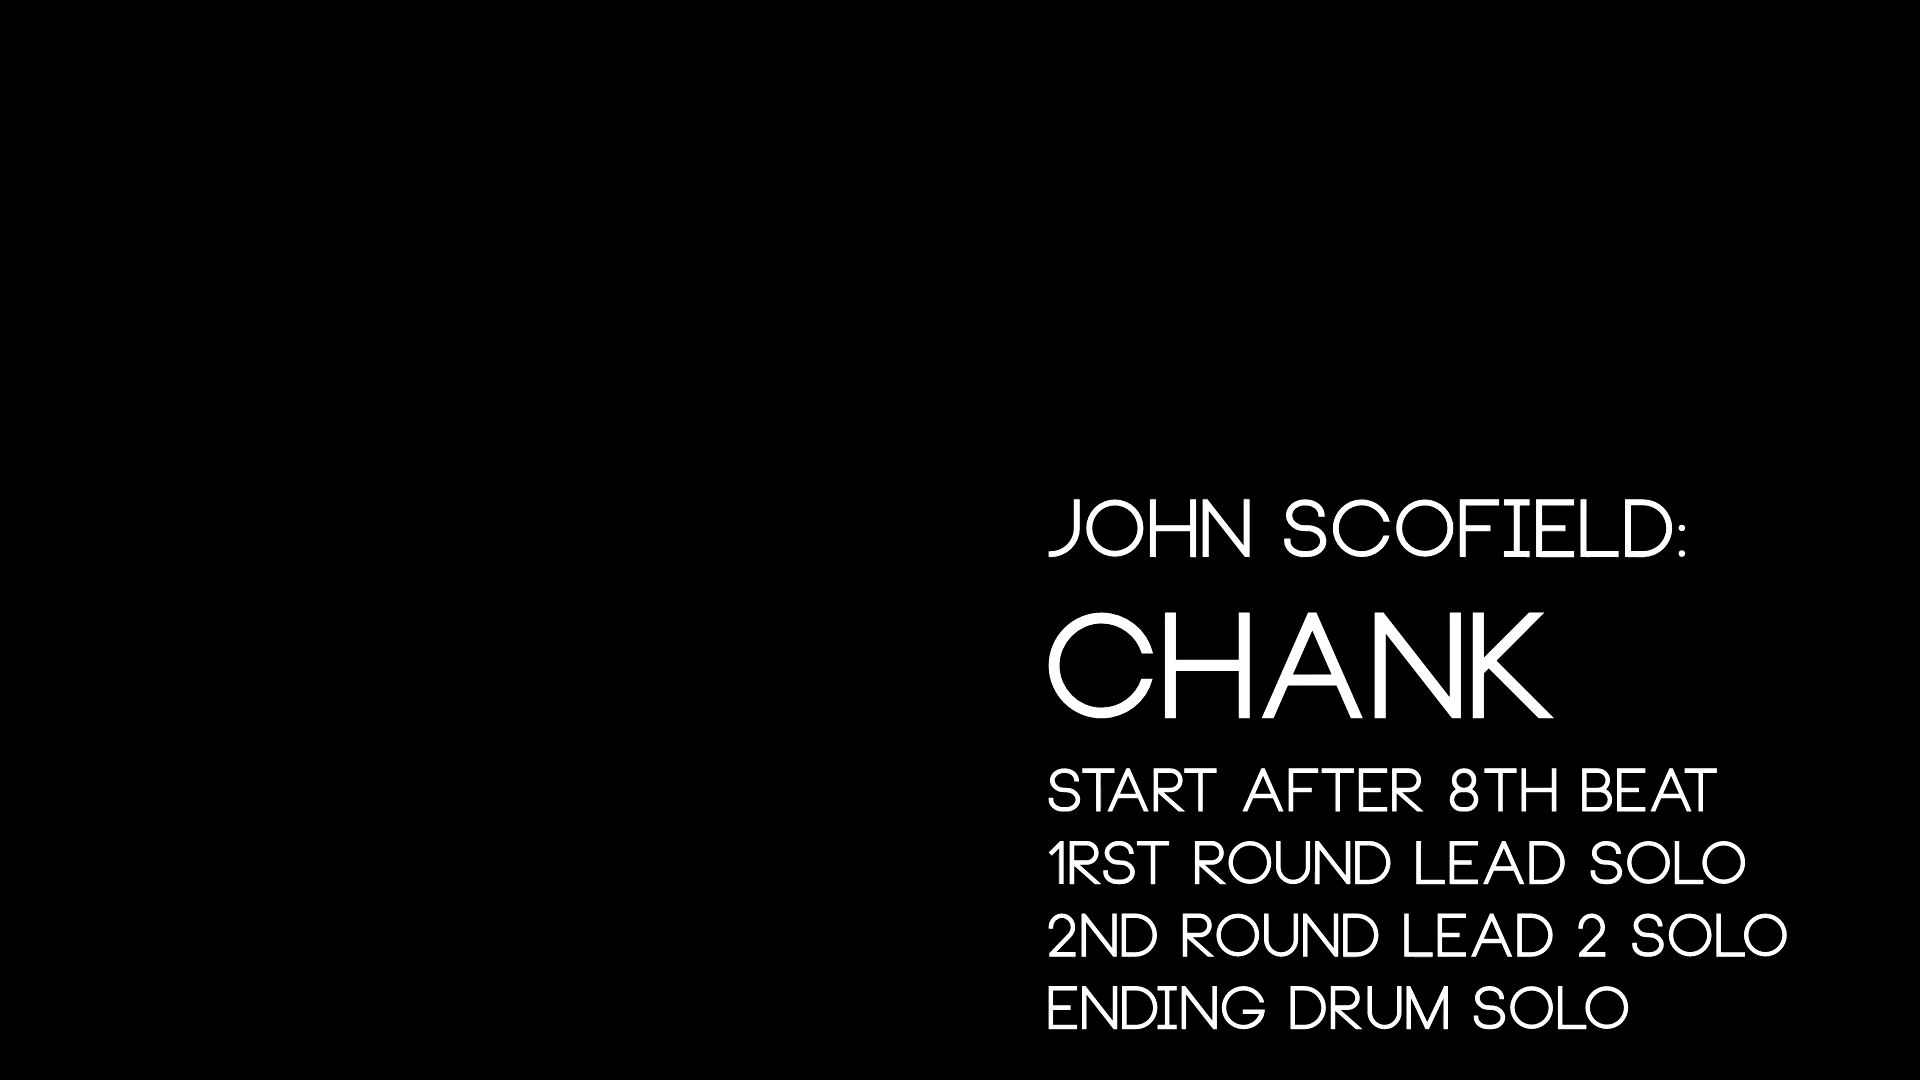 JOHN SCOFIELD:
CHANK
START AFTER 8TH BEAT
1RST ROUND LEAD SOLO
2ND ROUND LEAD 2 SOLO
ENDING DRUM SOLO